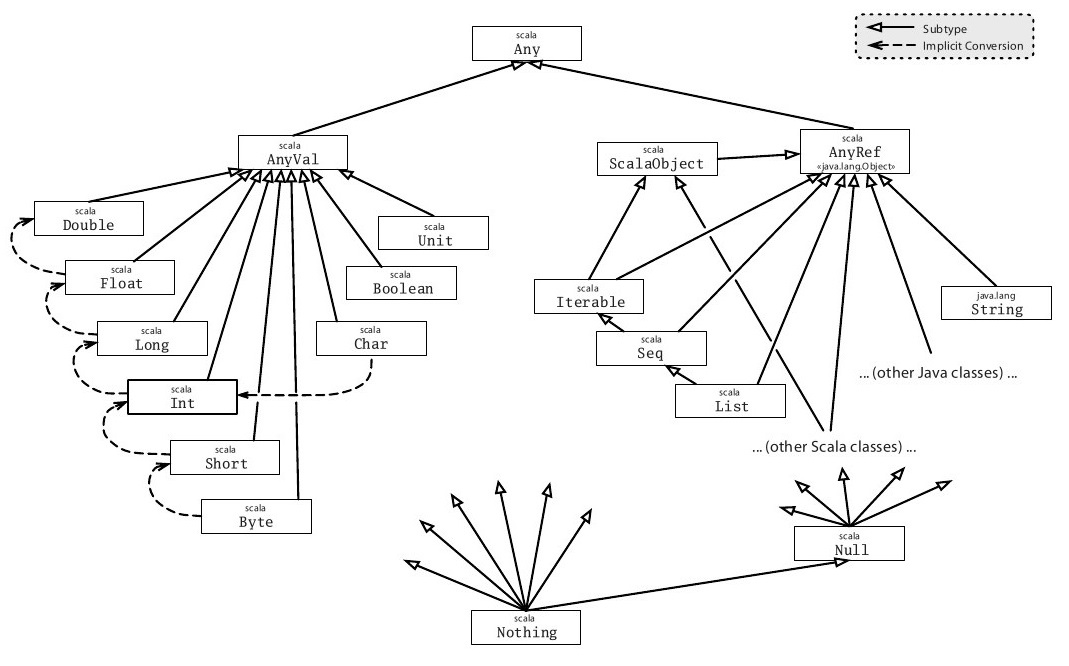 Subtype
Implicit Conversion
scala
Any
scala
AnyVal
scala
ScalaObject
scala
AnyRef
«java.lang.Object»
scala
Double
scala
Unit
scala
Float
scala
Boolean
scala
Iterable
java.lang
String
scala
Long
scala
Char
scala
Seq
... (other Java classes) ...
scala
Int
scala
List
scala
Short
... (other Scala classes) ...
scala
Byte
scala
Null
scala
Nothing